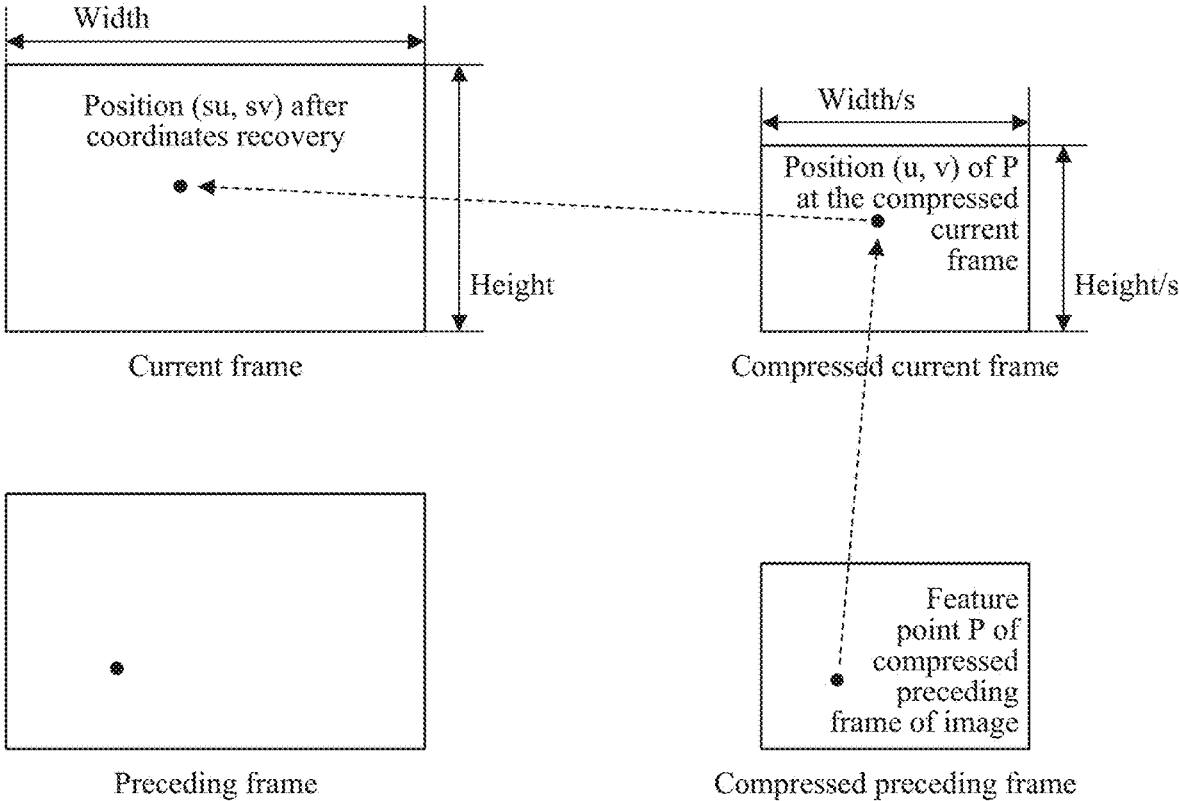 Width
Position (su, sv) after
coordinates recovery
Height
Current frame
Width/s
Position (u, v) of P
at the compressed
current
frame
Height/s
Compressed current frame
Preceding frame
Feature
point P of
compressed
preceding
frame of image
Compressed preceding frame